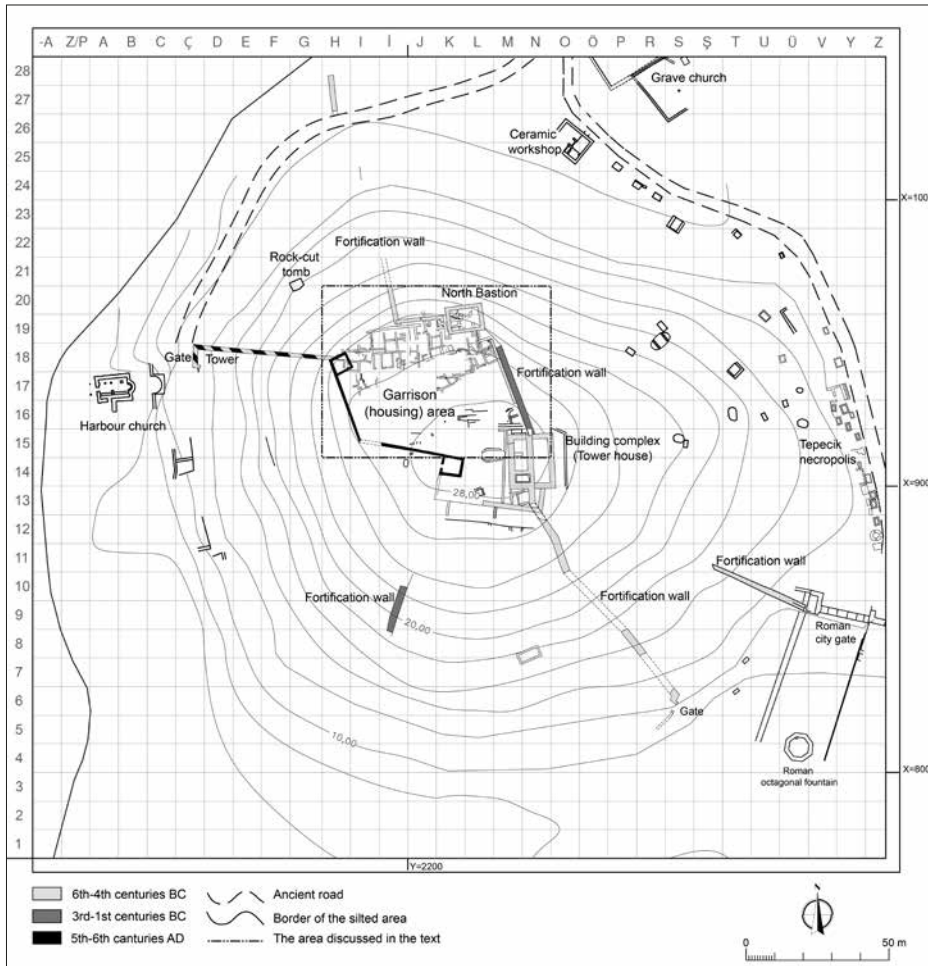 -A Z/P A B C Ç D E F G H I İ J K L M N O Ö P R S Ş T U Ü V Y Z
28
27
26
25
24
23
22
21
20
19
18
17
16
15
14
13
12
11
10
9
8
7
6
5
4
3
2
1
Grave church
Ceramic
workshop
X=100
Fortification wall
Rock-cut
tomb
North Bastion
Gate Tower
Fortification wall
Garrison
(housing) area
Harbour church
Building complex
(Tower house)
Tepecik
necropolis
0
28,00
X=900
Fortification wall
Fortification wall
Fortification wall
20,00
Roman
city gate
Gate
10,00
Roman
octagonal fountain
X=800
Y=2200
6th-4th centuries BC
3rd-1st centuries BC
5th-6th canturies AD
Ancient road
Border of the silted area
The area discussed in the text
N
0 50 m